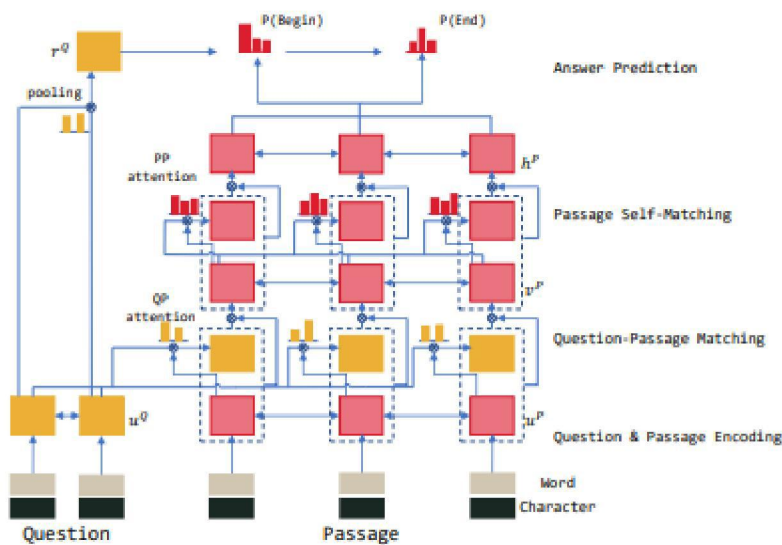 P(Begin)
P(End)
r^Q
Answer Prediction
pooling
PP
attention
h^P
Passage Self-Matching
v^P
QP
attention
Question-Passage Matching
u^Q
u^P
Question & Passage Encoding
Word
Character
Question
Passage